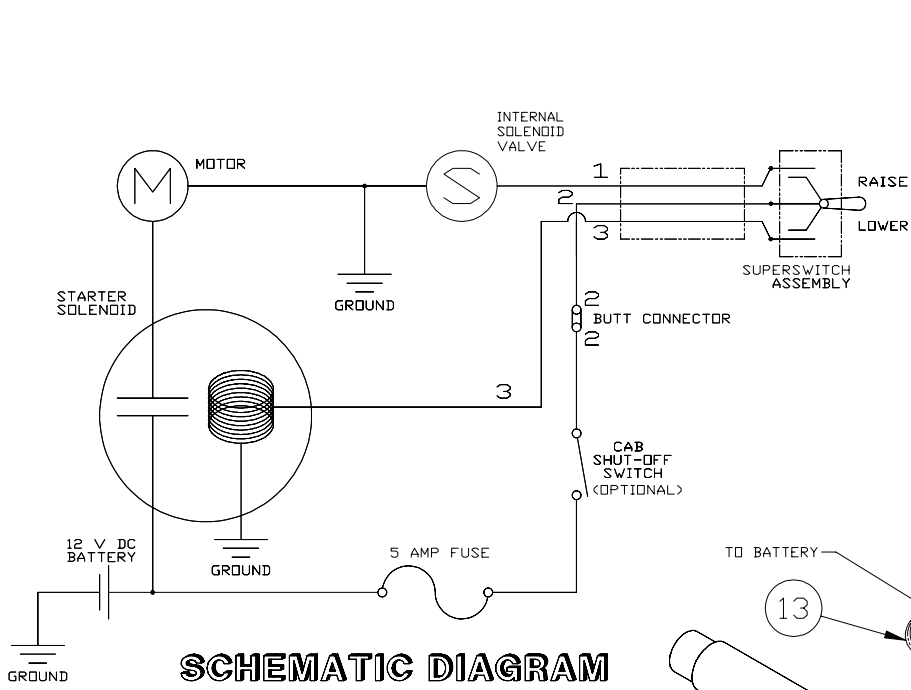 INTERNAL
SOLENOID
VALVE
MOTOR
M
S
1
2
3
RAISE
LOWER
SUPERSWITCH
ASSEMBLY
GROUND
STARTER
SOLENOID
2
BUTT CONNECTOR
2
3
CAB
SHUT-OFF
SWITCH
(OPTIONAL)
12 V DC
BATTERY
GROUND
5 AMP FUSE
TO BATTERY
13
GROUND
SCHEMATIC DIAGRAM